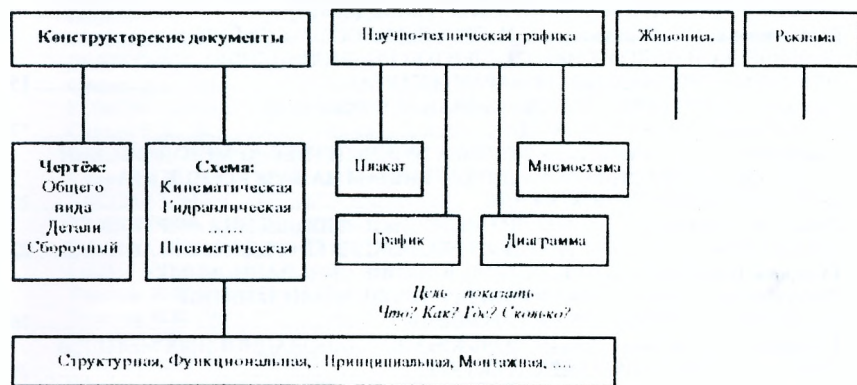 Конструкторские документы
Научно-техническая графика
Живопись
Реклама
Чертёж:
Общего
вида
Детали
Сборочный
Схема:
Кинематическая
Гидравлическая
……
Пневматическая
Плакат
Мнемосхема
График
Диаграмма
Цель показать
Что? Как? Где? Сколько?
Структурная, Функциональная, Принципиальная, Монтажная, ….